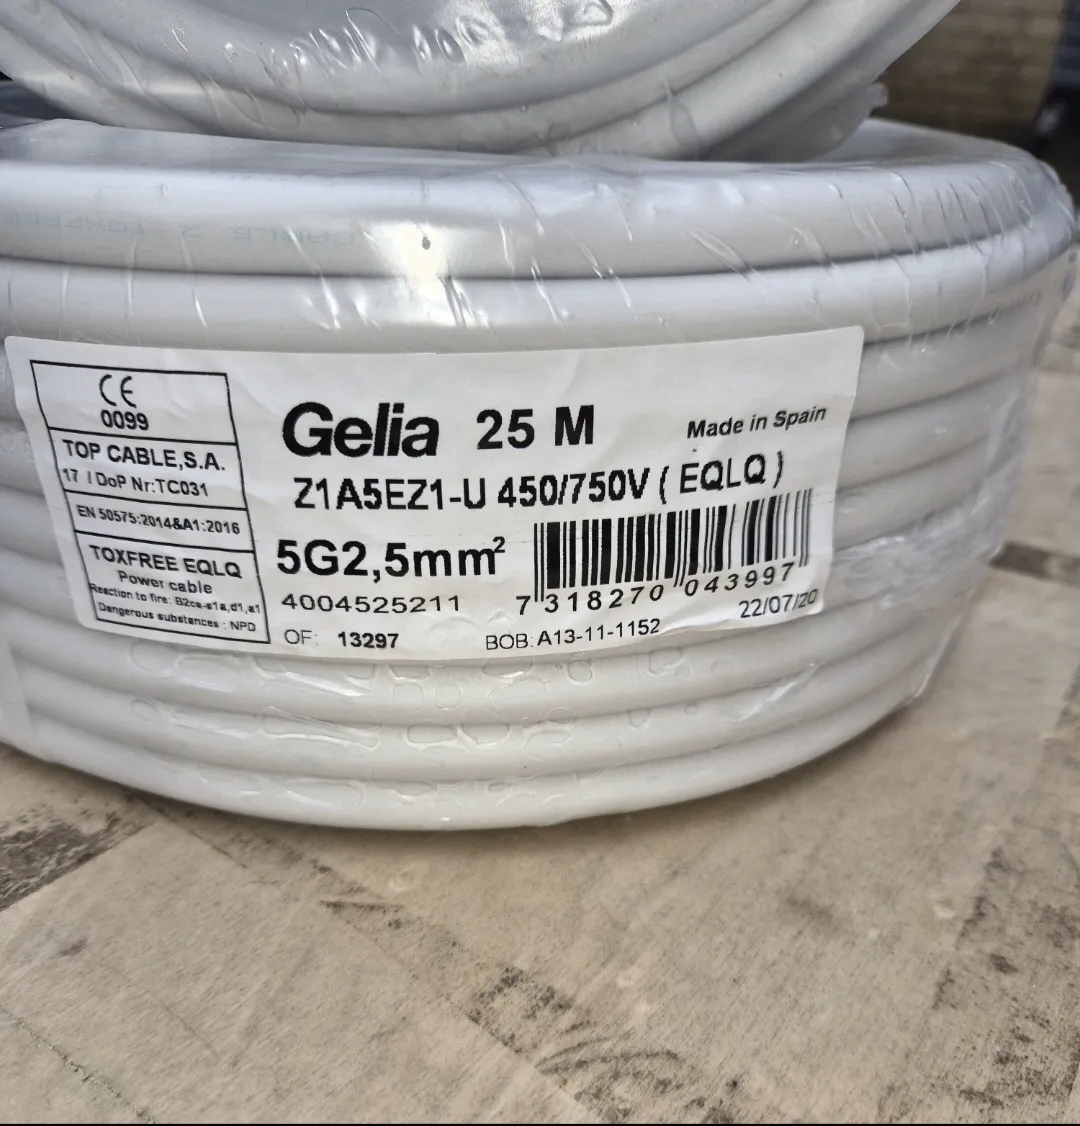 CE
0099
TOP CABLE,S.A.
17 / DoP Nr:TC031
EN 50575:2014&A1:2016
TOXFREE EQLQ
Power cable
Reaction to fire: B2ca-s1a,d1,a1
Dangerous substances : NPD
Gelia 25 M
Made in Spain
Z1A5EZ1-U 450/750V ( EQLQ )
5G2,5mm²
4004525211
7 318270 043997
OF: 13297
BOB: A13-11-1152
22/07/20